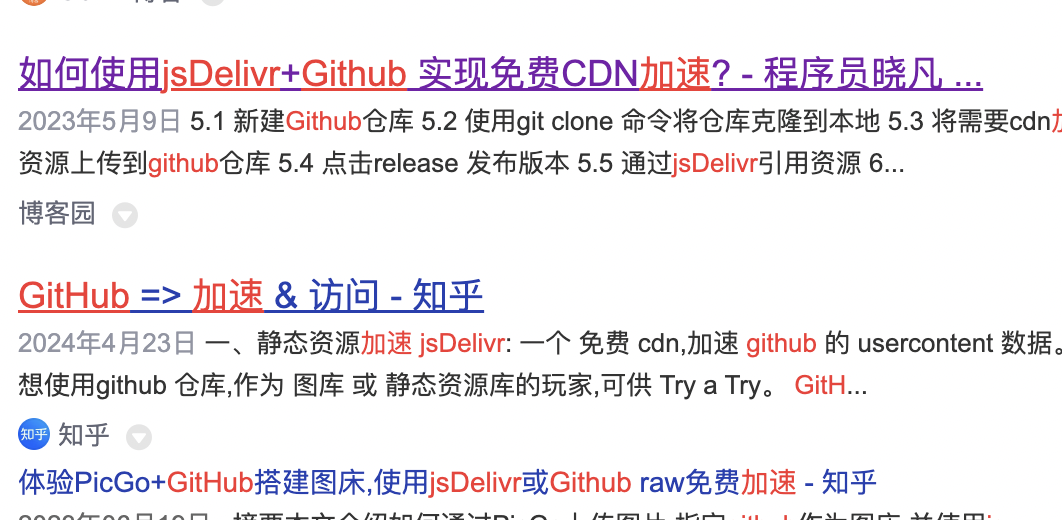 如何使用jsDelivr+Github 实现免费CDN加速? - 程序员晓凡 ...
2023年5月9日 5.1 新建Github仓库 5.2 使用git clone 命令将仓库克隆到本地 5.3 将需要cdn
资源上传到github仓库 5.4 点击release 发布版本 5.5 通过jsDelivr引用资源 6...
博客园
GitHub => 加速 & 访问 - 知乎
2024年4月23日 一、静态资源加速 jsDelivr: 一个 免费 cdn,加速 github 的 usercontent 数据。
想使用github 仓库,作为 图库 或 静态资源库的玩家,可供 Try a Try。 GitH...
知乎 知乎
体验PicGo+GitHub搭建图床,使用jsDelivr或Github raw免费加速 - 知乎